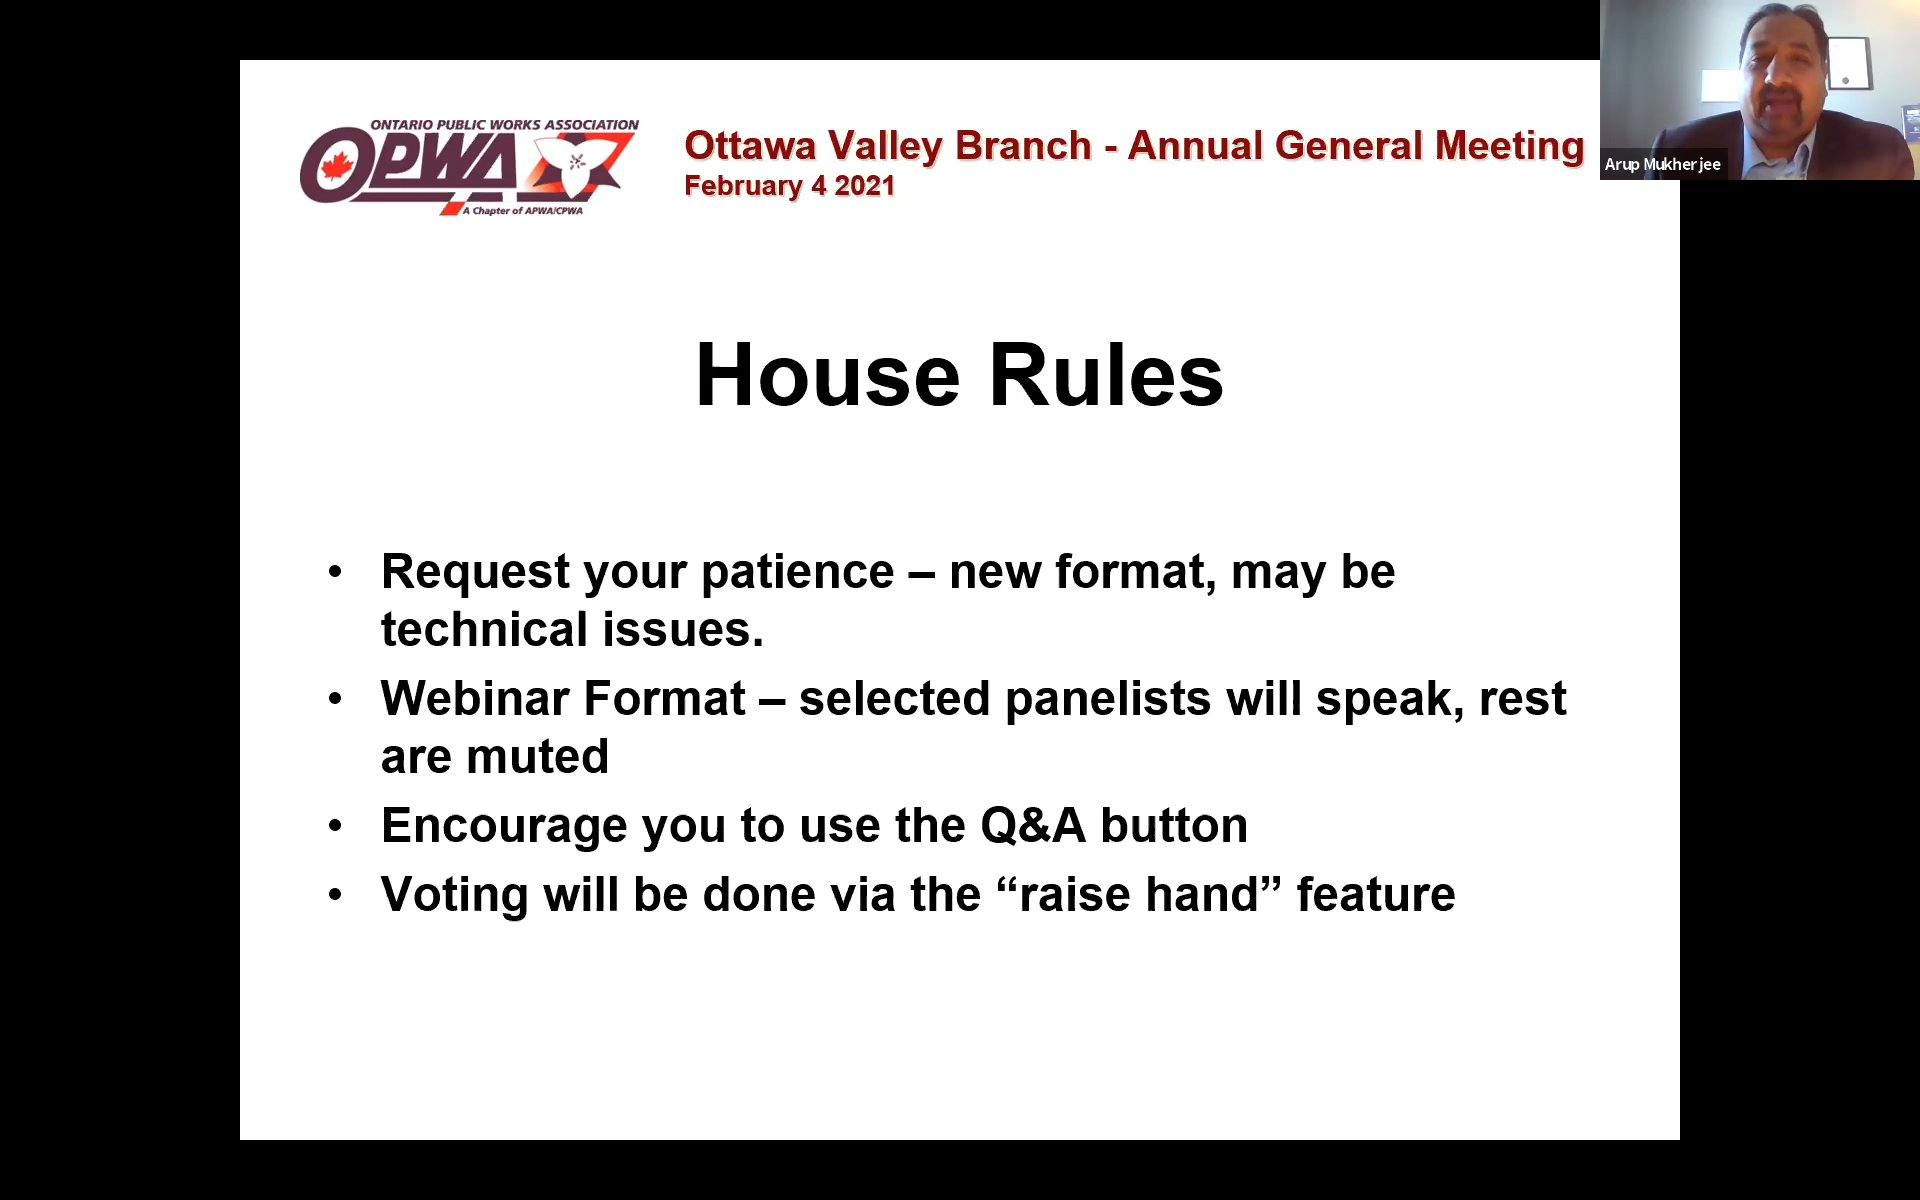 ONTARIO PUBLIC WORKS ASSOCIATION
OPWA
A Chapter of APWA/CPWA
Ottawa Valley Branch - Annual General Meeting
February 4 2021
Arup Mukherjee
House Rules
• Request your patience – new format, may be
technical issues.
• Webinar Format – selected panelists will speak, rest
are muted
• Encourage you to use the Q&A button
• Voting will be done via the “raise hand” feature